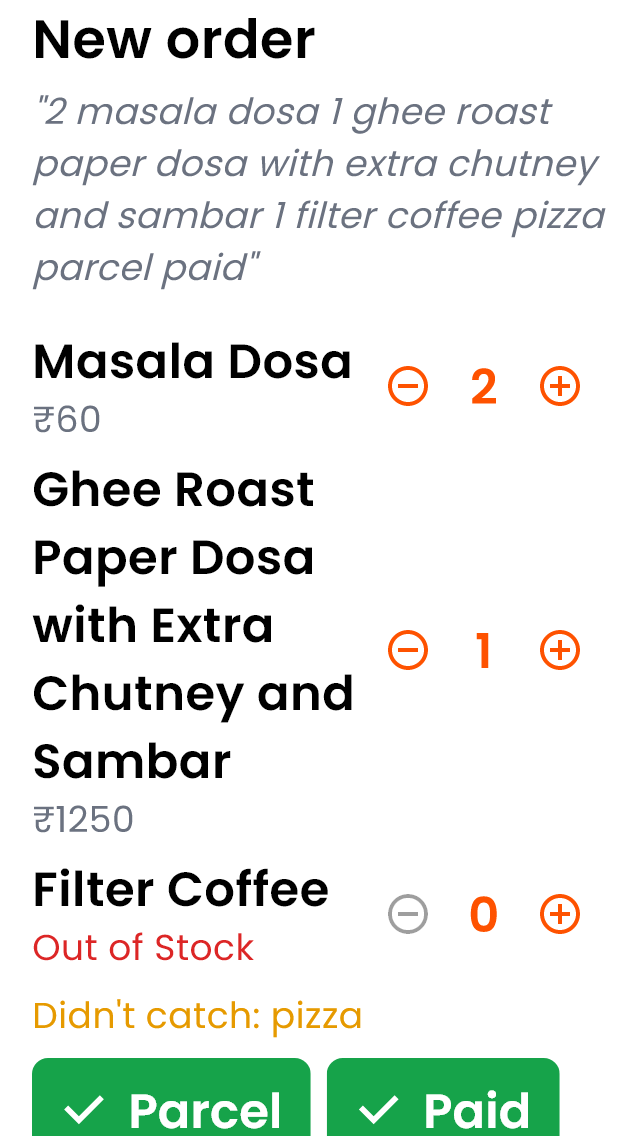 New order
"2 masala dosa 1 ghee roast
paper dosa with extra chutney
and sambar 1 filter coffee pizza
parcel paid"
Masala Dosa
₹60
2
Ghee Roast
Paper Dosa
with Extra
Chutney and
Sambar
₹1250
1
Filter Coffee
Out of Stock
0
Didn't catch: pizza
Parcel
Paid